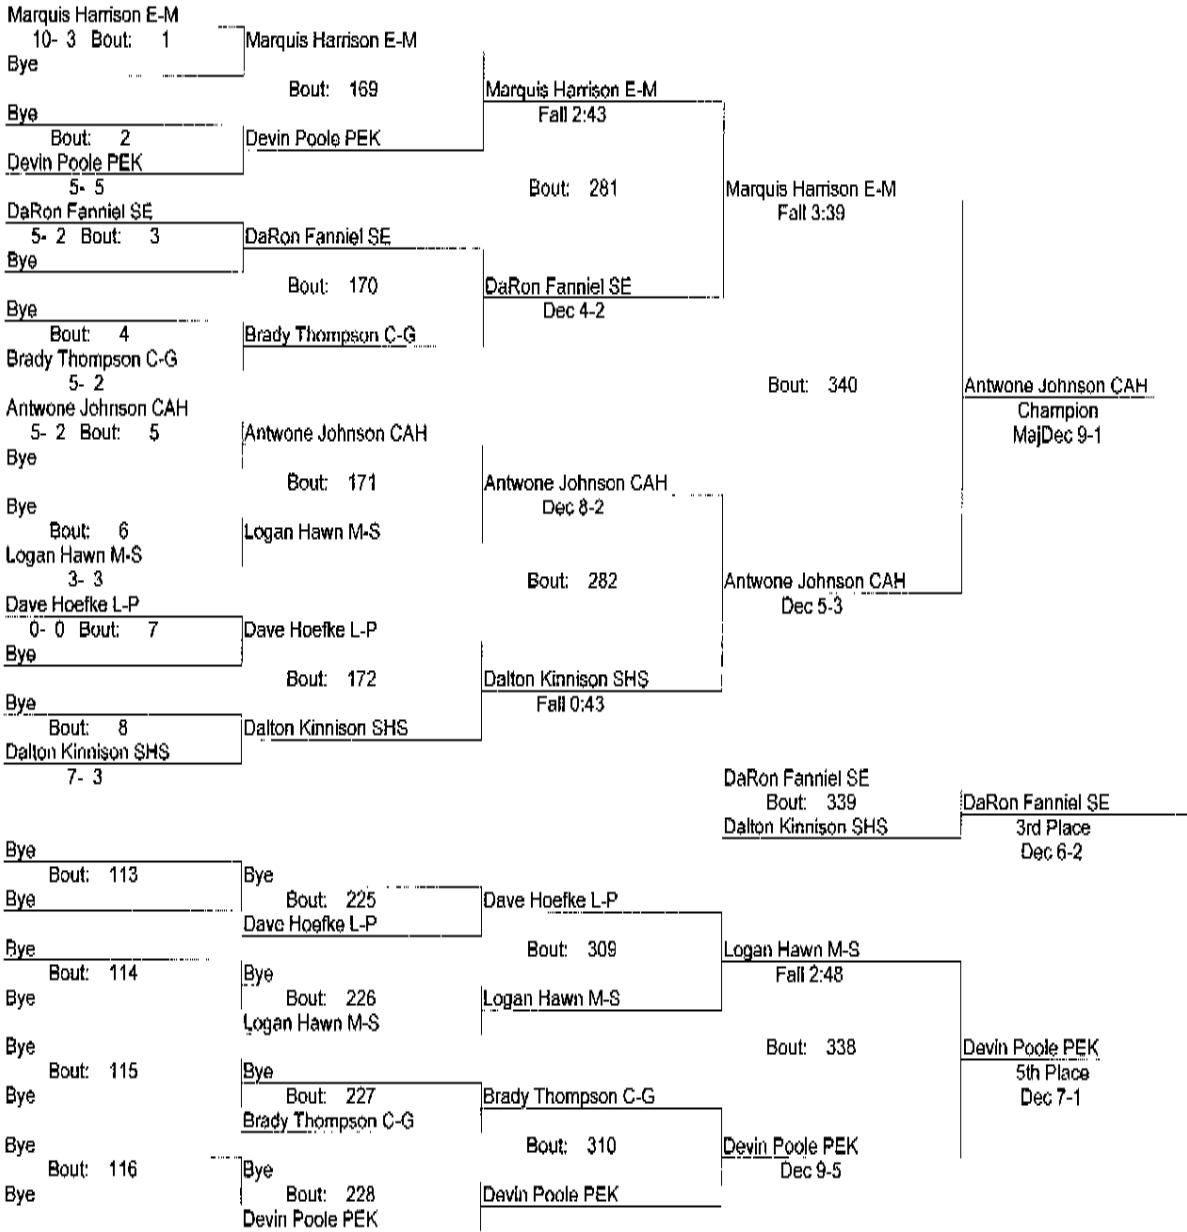 Marquis Harrison E-M
10- 3 Bout: 1
Marquis Harrison E-M
Bye
Bout: 169
Marquis Harrison E-M
Fall 2:43
Bye
Bout: 2
Devin Poole PEK
Devin Poole PEK
5- 5
Bout: 281
Marquis Harrison E-M
Fall 3:39
DaRon Fanniel SE
5- 2 Bout: 3
DaRon Fanniel SE
Bye
Bout: 170
DaRon Fanniel SE
Dec 4-2
Bye
Bout: 4
Brady Thompson C-G
Brady Thompson C-G
5- 2
Bout: 340
Antwone Johnson CAH
Champion
MajDec 9-1
Antwone Johnson CAH
5- 2 Bout: 5
Antwone Johnson CAH
Bye
Bout: 171
Antwone Johnson CAH
Dec 8-2
Bye
Bout: 6
Logan Hawn M-S
Logan Hawn M-S
3- 3
Bout: 282
Antwone Johnson CAH
Dec 5-3
Dave Hoefke L-P
0- 0 Bout: 7
Dave Hoefke L-P
Bye
Bout: 172
Dalton Kinnison SHS
Fall 0:43
Bye
Bout: 8
Dalton Kinnison SHS
Dalton Kinnison SHS
7- 3
DaRon Fanniel SE
Bout: 339
DaRon Fanniel SE
Dalton Kinnison SHS
3rd Place
Dec 6-2
Bye
Bout: 113
Bye
Bye
Bout: 225
Dave Hoefke L-P
Dave Hoefke L-P
Bye
Bout: 309
Logan Hawn M-S
Fall 2:48
Bout: 114
Bye
Bye
Bout: 226
Logan Hawn M-S
Logan Hawn M-S
Bye
Bout: 338
Devin Poole PEK
5th Place
Dec 7-1
Bout: 115
Bye
Bye
Bout: 227
Brady Thompson C-G
Brady Thompson C-G
Bye
Bout: 310
Devin Poole PEK
Dec 9-5
Bout: 116
Bye
Bye
Bout: 228
Devin Poole PEK
Devin Poole PEK